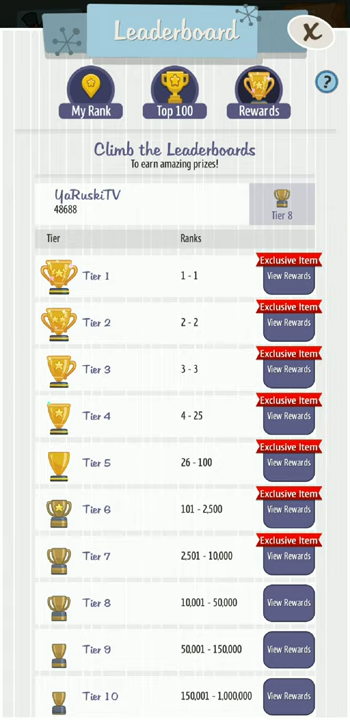 Leaderboard
X
My Rank
Top 100
Rewards
?
Climb the Leaderboards
To earn amazing prizes!
YaRuskiTV
48688
Tier 8
Tier Ranks
Exclusive Item
Tier 1 1 - 1 View Rewards
Exclusive Item
Tier 2 2 - 2 View Rewards
Exclusive Item
Tier 3 3 - 3 View Rewards
Exclusive Item
Tier 4 4 - 25 View Rewards
Exclusive Item
Tier 5 26 - 100 View Rewards
Exclusive Item
Tier 6 101 - 2,500 View Rewards
Exclusive Item
Tier 7 2,501 - 10,000 View Rewards
Tier 8 10,001 - 50,000 View Rewards
Tier 9 50,001 - 150,000 View Rewards
Tier 10 150,001 - 1,000,000 View Rewards